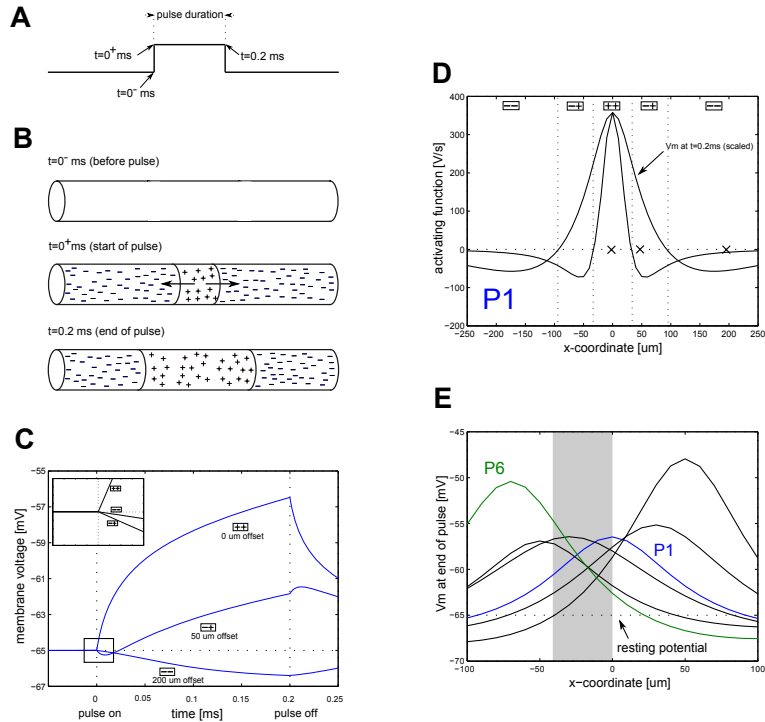 A
pulse duration
t=0⁺ms
t=0.2 ms
t=0⁻ ms
B
t=0⁻ ms (before pulse)
t=0⁺ms (start of pulse)
t=0.2 ms (end of pulse)
C
−55
−57
−59
−61
−63
−65
−67
membrane voltage [mV]
++
−+
−−
++
0 um offset
−+
50 um offset
−−
200 um offset
0
0.05
0.1
0.15
0.2
0.25
pulse on
time [ms]
pulse off
D
400
300
200
100
0
−100
−200
activating function [V/s]
−− −+ ++ −+ −−
Vm at t=0.2ms (scaled)
P1
−250 −200 −150 −100 −50 0 50 100 150 200 250
x-coordinate [um]
E
−45
−50
−55
−60
−65
−70
Vm at end of pulse [mV]
P6
P1
resting potential
−100 −50 0 50 100
x−coordinate [um]